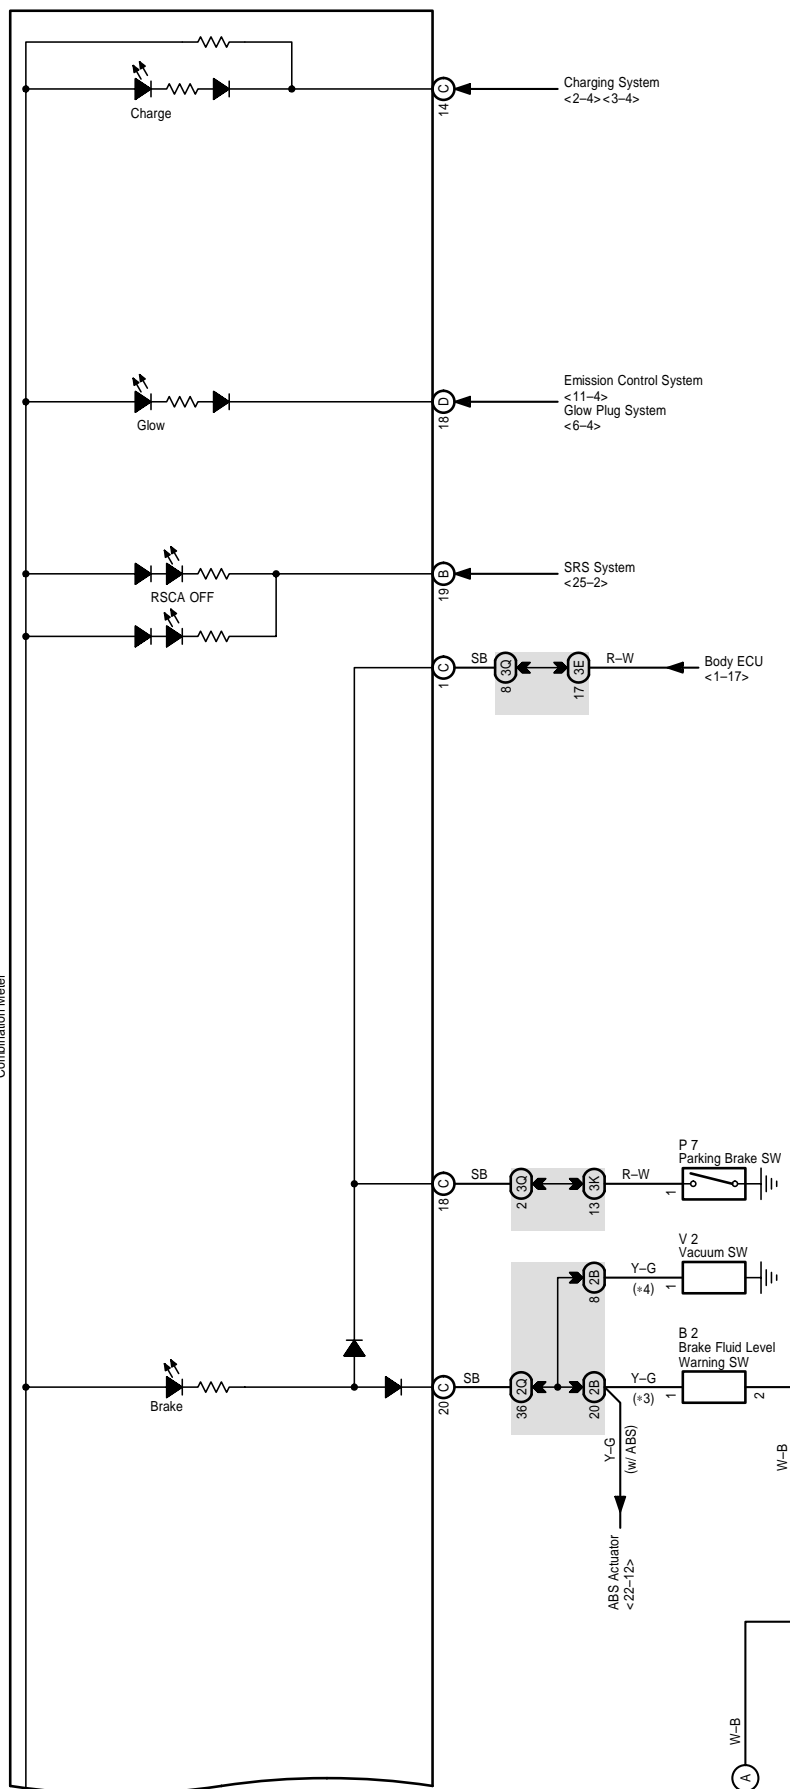 Charge
C
14
Charging System
<2–4><3–4>
Glow
D
18
Emission Control System
<11–4>
Glow Plug System
<6–4>
RSCA OFF
B
19
SRS System
<25–2>
C
1
SB
3Q
8
3E
17
R–W
Body ECU
<1–17>
Combination Meter
C
18
SB
3Q
2
3K
13
R–W
1
P 7
Parking Brake SW
2B
8
Y–G
(*4)
1
V 2
Vacuum SW
Brake
C
20
SB
2Q
36
2B
20
Y–G
(*3)
1
B 2
Brake Fluid Level
Warning SW
2
W–B
Y–G
(w/ ABS)
ABS Actuator
<22–12>
W–B
A